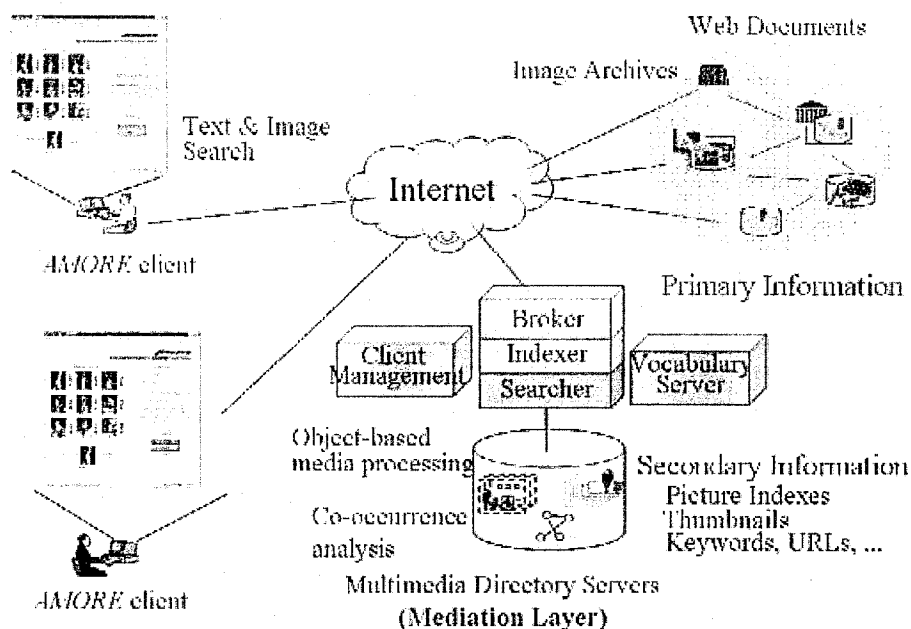 Web Documents
Image Archives
Text & Image
Search
Internet
AMORE client
Primary Information
Broker
Client
Management
Indexer
Searcher
Vocabulary
Server
Object-based
media processing
Secondary Information
Picture Indexes
Thumbnails
Keywords, URLs, ...
Co-occurrence
analysis
Multimedia Directory Servers
(Mediation Layer)
AMORE client